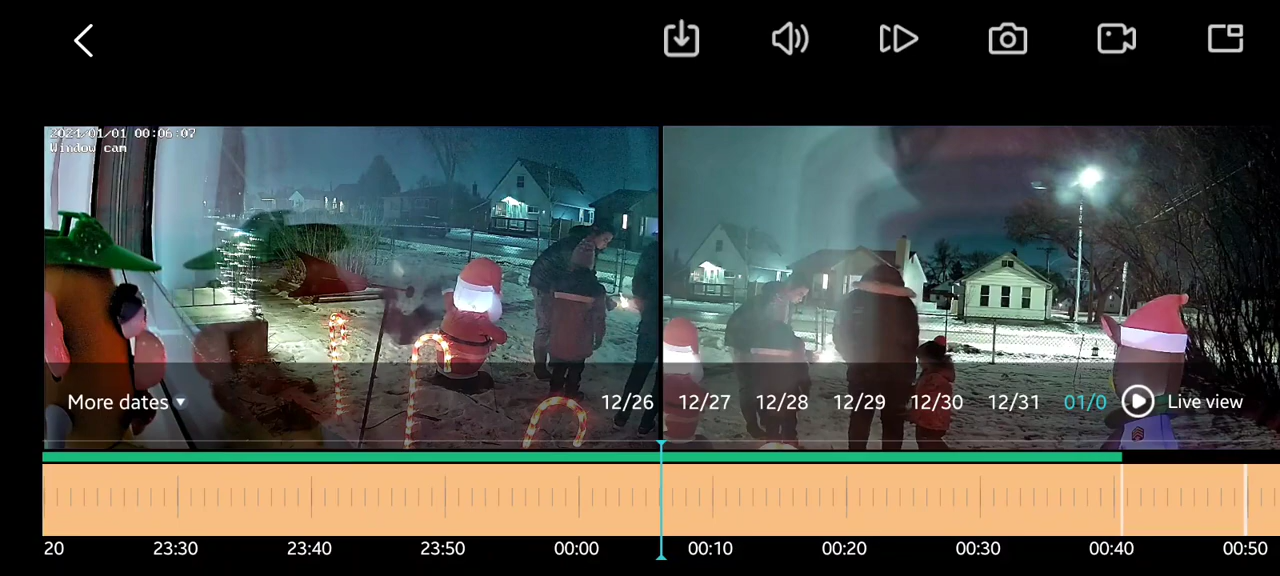 2024/01/01 00:06:07
Window cam
More dates
12/26 12/27 12/28 12/29 12/30 12/31 01/0
Live view
20 23:30 23:40 23:50 00:00 00:10 00:20 00:30 00:40 00:50